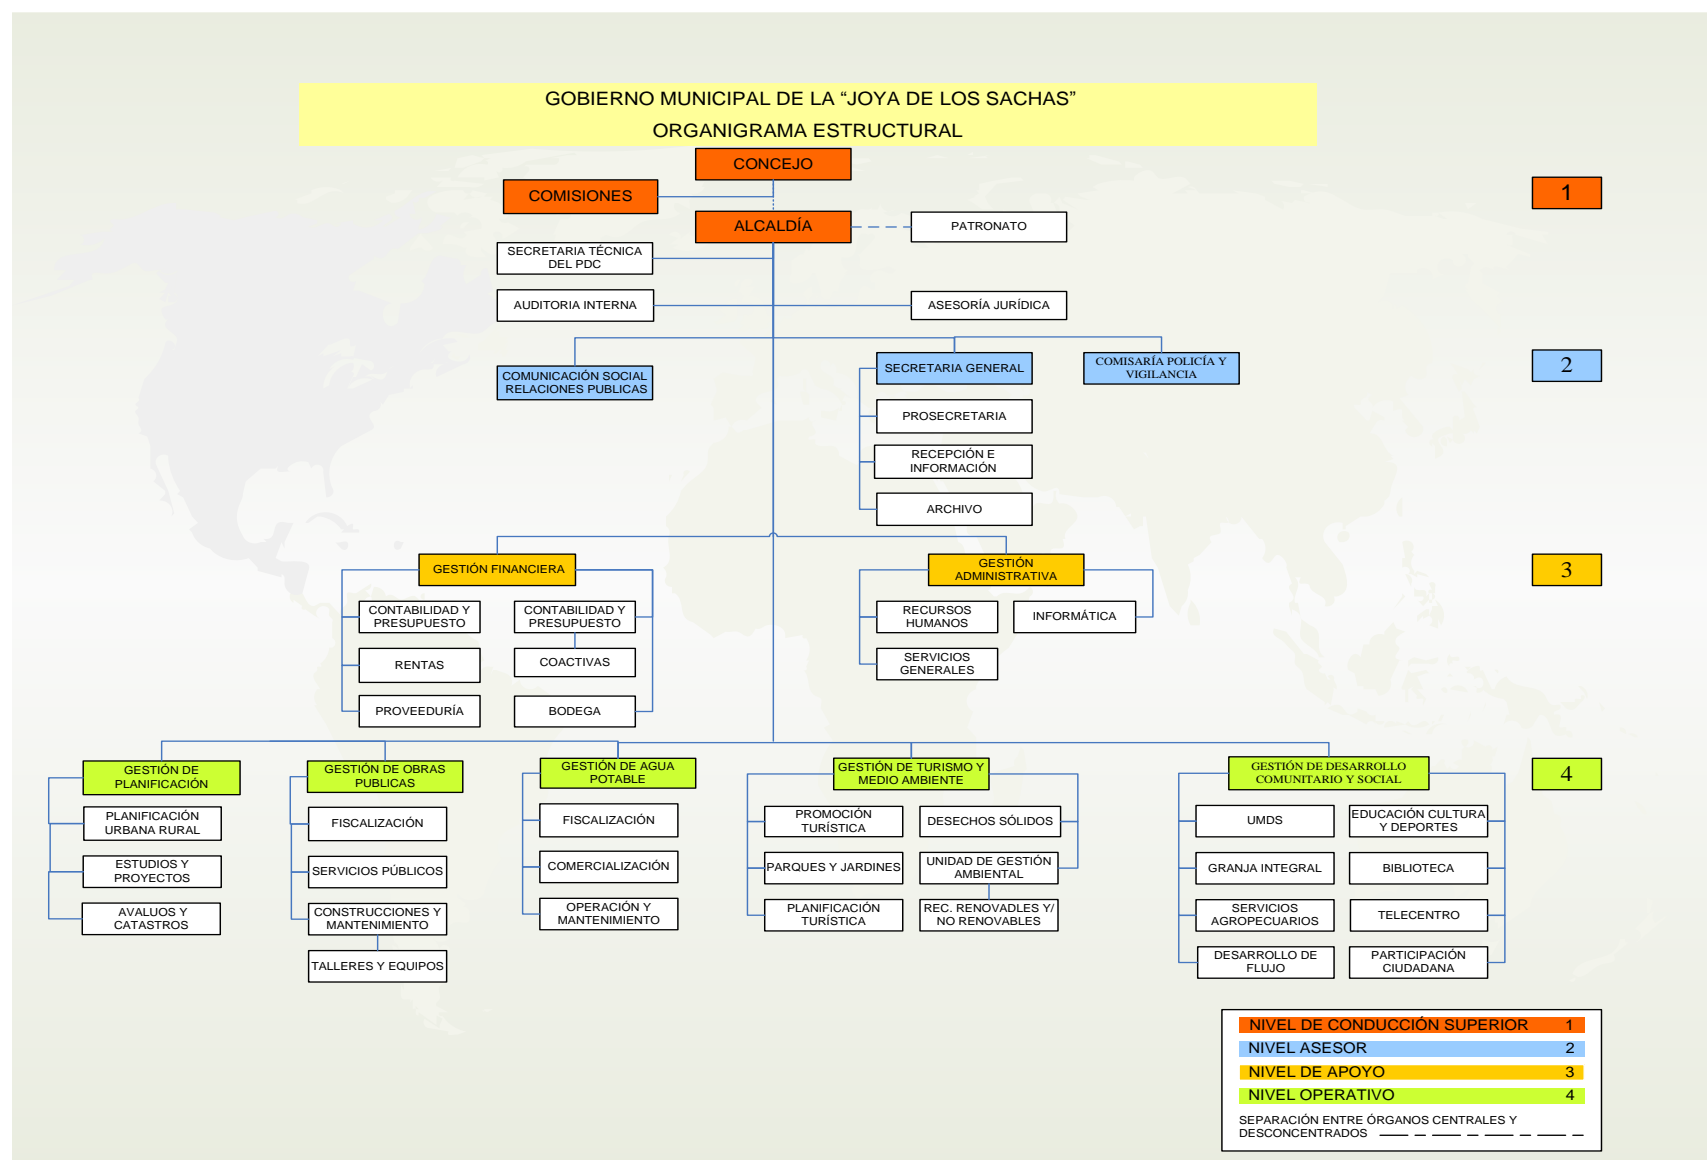 GOBIERNO MUNICIPAL DE LA “JOYA DE LOS SACHAS”
ORGANIGRAMA ESTRUCTURAL
CONCEJO
COMISIONES
1
ALCALDÍA
PATRONATO
SECRETARIA TÉCNICA
DEL PDC
AUDITORIA INTERNA
ASESORÍA JURÍDICA
COMUNICACIÓN SOCIAL
RELACIONES PUBLICAS
SECRETARIA GENERAL
COMISARÍA POLICÍA Y
VIGILANCIA
2
PROSECRETARIA
RECEPCIÓN E
INFORMACIÓN
ARCHIVO
GESTIÓN FINANCIERA
GESTIÓN
ADMINISTRATIVA
3
CONTABILIDAD Y
PRESUPUESTO
CONTABILIDAD Y
PRESUPUESTO
RECURSOS
HUMANOS
INFORMÁTICA
RENTAS
COACTIVAS
SERVICIOS
GENERALES
PROVEEDURÍA
BODEGA
GESTIÓN DE
PLANIFICACIÓN
GESTIÓN DE OBRAS
PUBLICAS
GESTIÓN DE AGUA
POTABLE
GESTIÓN DE TURISMO Y
MEDIO AMBIENTE
GESTIÓN DE DESARROLLO
COMUNITARIO Y SOCIAL
4
PLANIFICACIÓN
URBANA RURAL
FISCALIZACIÓN
FISCALIZACIÓN
PROMOCIÓN
TURÍSTICA
DESECHOS SÓLIDOS
UMDS
EDUCACIÓN CULTURA
Y DEPORTES
ESTUDIOS Y
PROYECTOS
SERVICIOS PÚBLICOS
COMERCIALIZACIÓN
PARQUES Y JARDINES
UNIDAD DE GESTIÓN
AMBIENTAL
GRANJA INTEGRAL
BIBLIOTECA
AVALUOS Y
CATASTROS
CONSTRUCCIONES Y
MANTENIMIENTO
OPERACIÓN Y
MANTENIMIENTO
PLANIFICACIÓN
TURÍSTICA
REC. RENOVADLES Y/
NO RENOVABLES
SERVICIOS
AGROPECUARIOS
TELECENTRO
TALLERES Y EQUIPOS
DESARROLLO DE
FLUJO
PARTICIPACIÓN
CIUDADANA
NIVEL DE CONDUCCIÓN SUPERIOR 1
NIVEL ASESOR 2
NIVEL DE APOYO 3
NIVEL OPERATIVO 4
SEPARACIÓN ENTRE ÓRGANOS CENTRALES Y
DESCONCENTRADOS